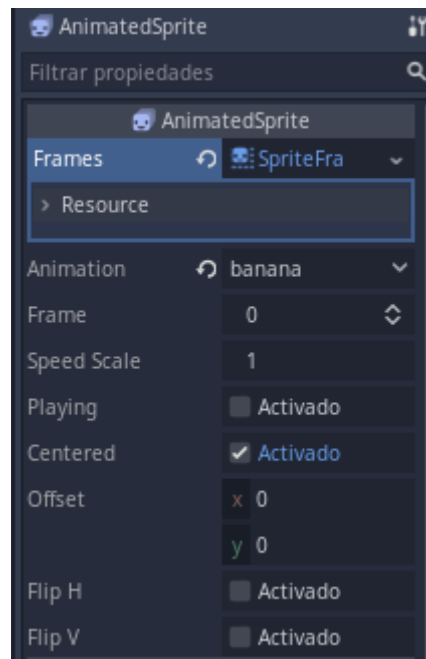 AnimatedSprite
Filtrar propiedades
AnimatedSprite
Frames SpriteFra
> Resource
Animation banana
Frame 0
Speed Scale 1
Playing Activado
Centered Activado
Offset x 0
y 0
Flip H Activado
Flip V Activado